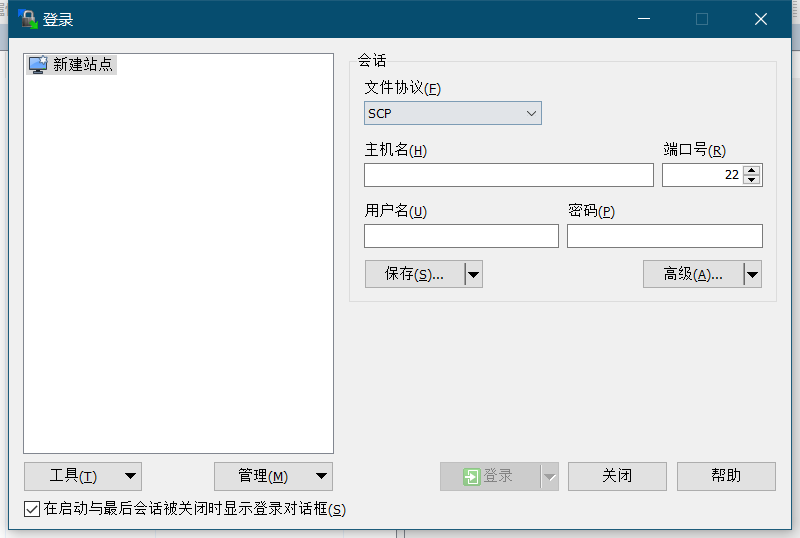 登录
新建站点
会话
文件协议(F)
SCP
主机名(H)
端口号(R)
22
用户名(U)
密码(P)
保存(S)...
高级(A)...
工具(T)
管理(M)
登录
关闭
帮助
在启动与最后会话被关闭时显示登录对话框(S)